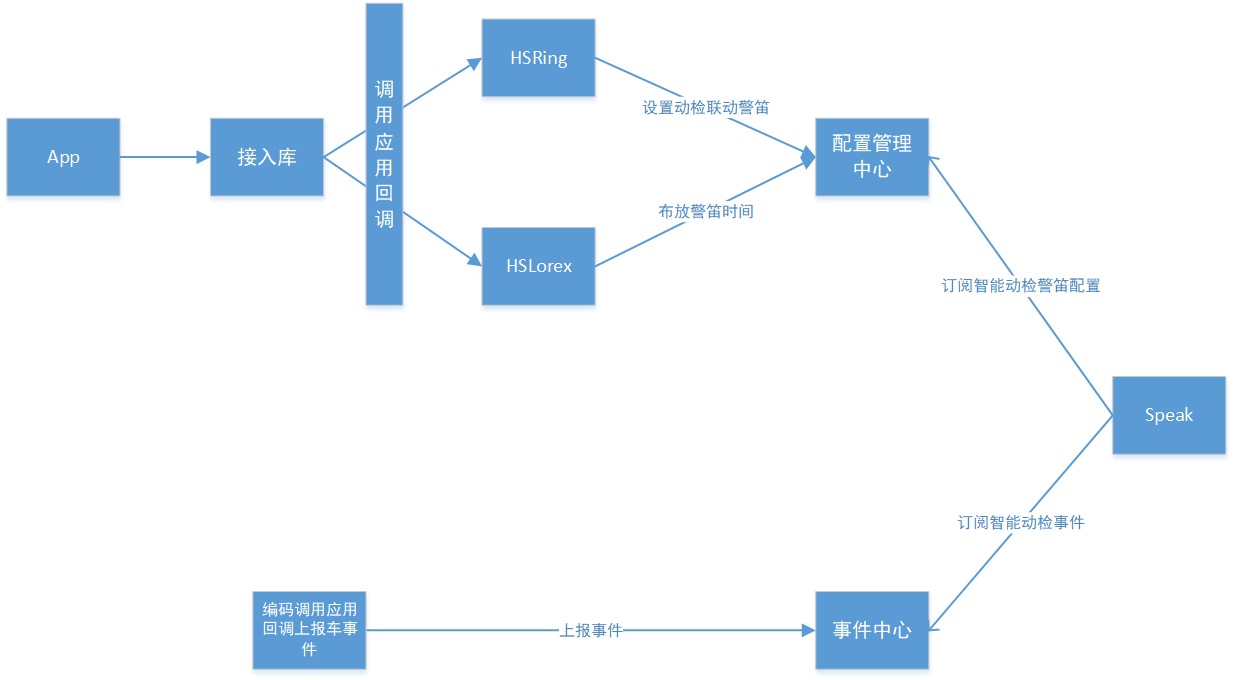 App
接入库
调
用
应
用
回
调
HSRing
HSLorex
设置动检联动警笛
布放警笛时间
配置管理
中心
订阅智能动检警笛配置
Speak
订阅智能动检事件
编码调用应用
回调上报车事
件
上报事件
事件中心